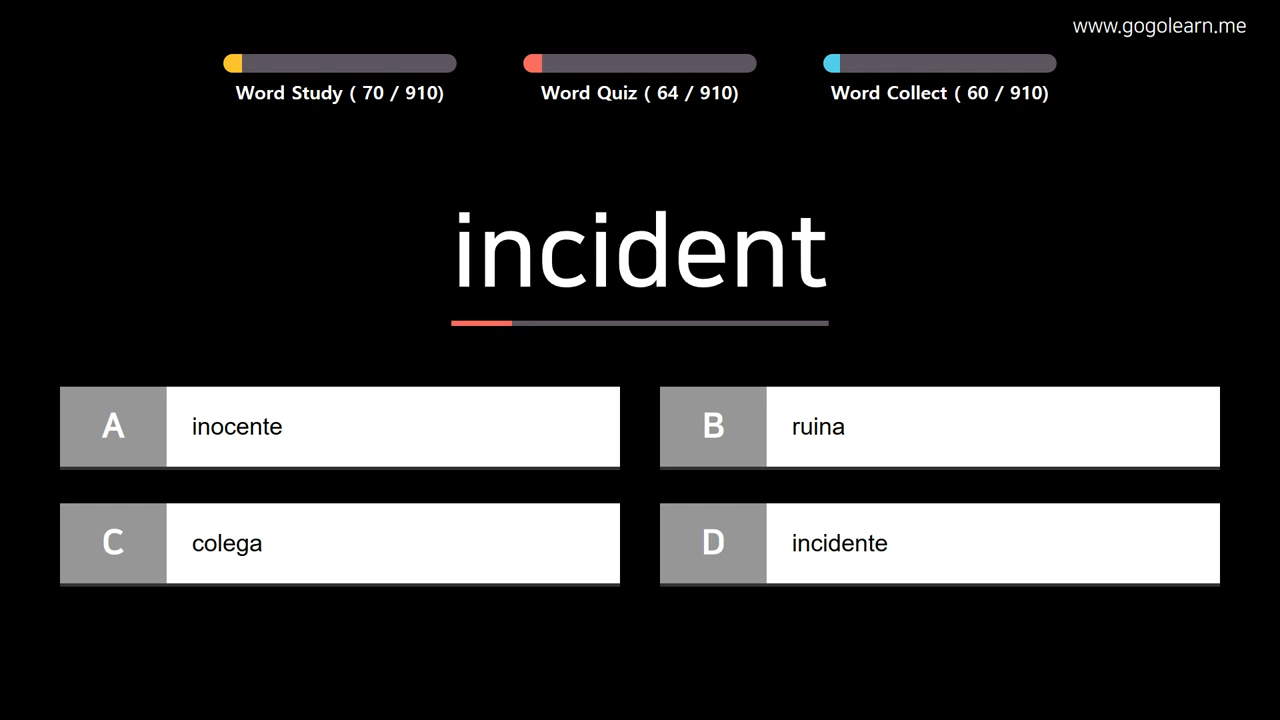 www.gogolearn.me
Word Study ( 70 / 910)
Word Quiz ( 64 / 910)
Word Collect ( 60 / 910)
incident
A inocente
B ruina
C colega
D incidente